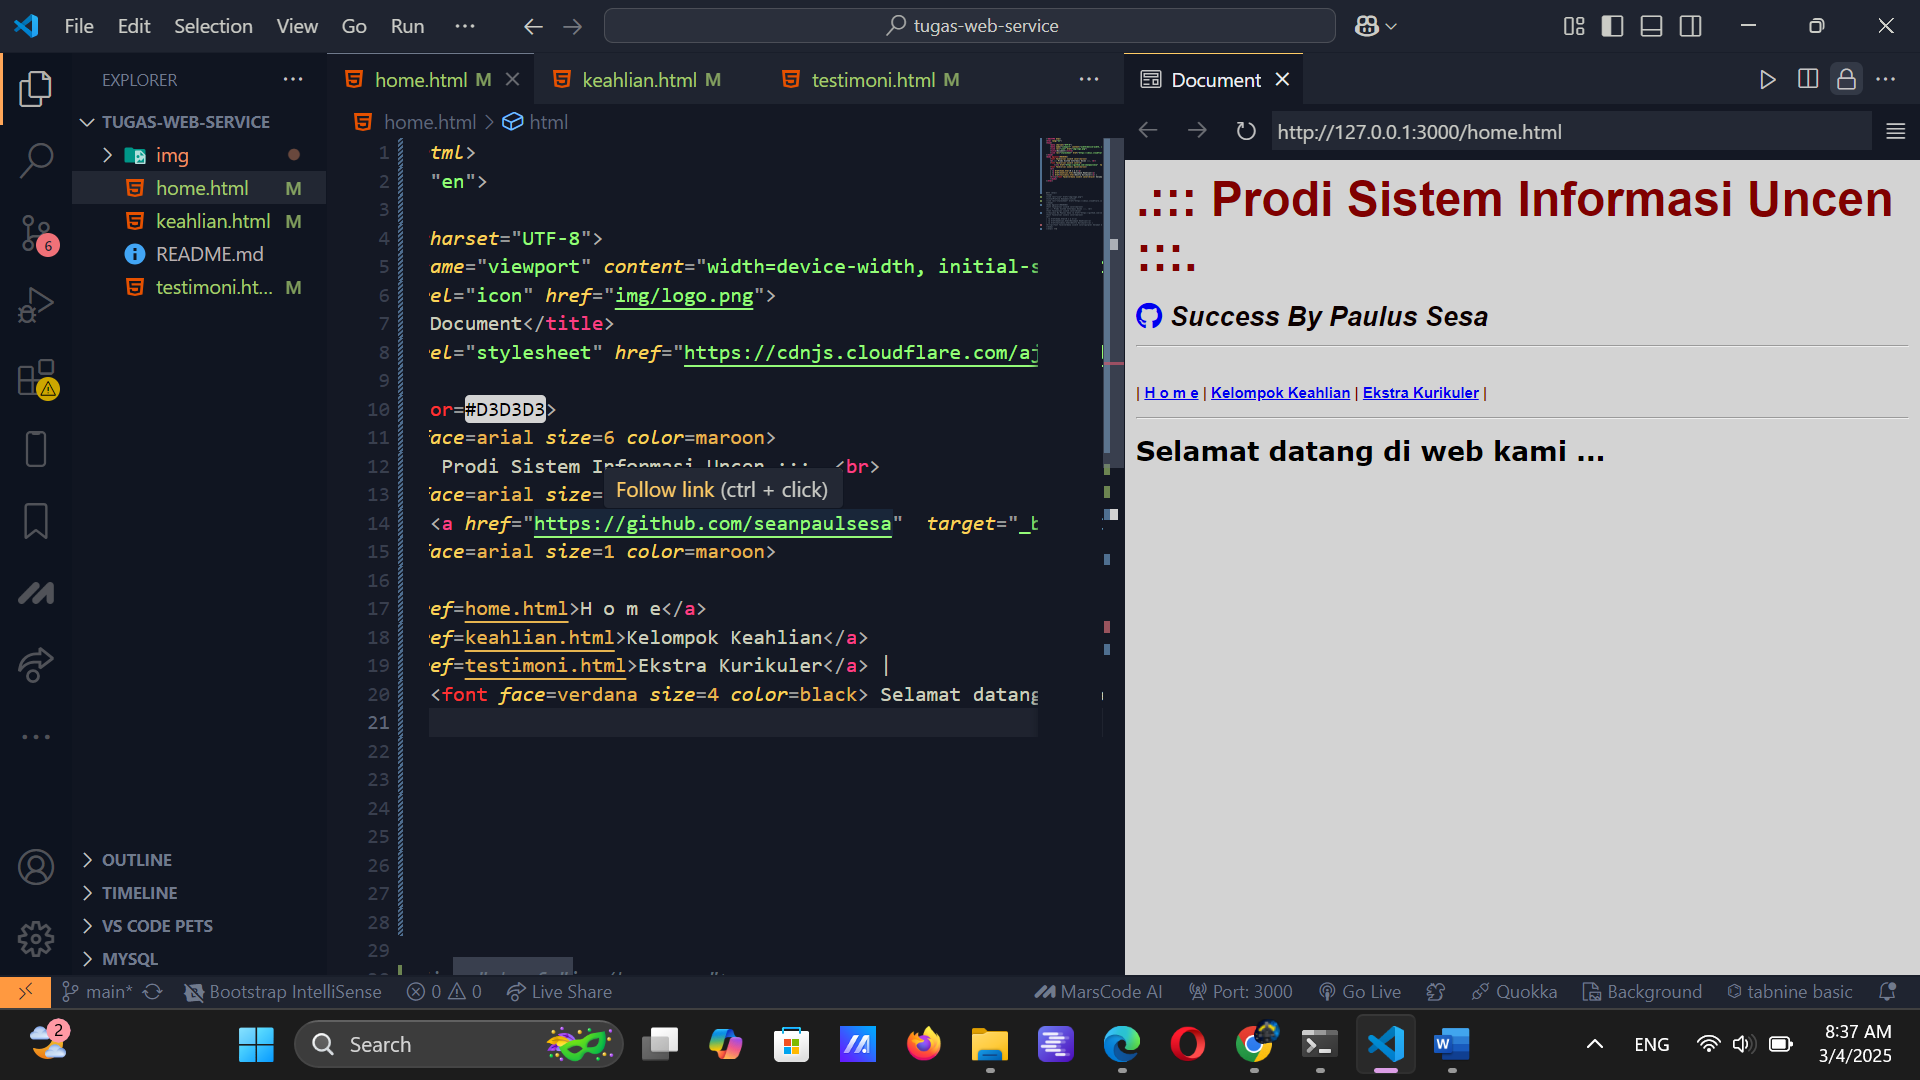 File Edit Selection View Go Run ··· tugas-web-service
EXPLORER ···
TUGAS-WEB-SERVICE
img
home.html M
keahlian.html M
README.md
testimoni.ht... M
OUTLINE
TIMELINE
VS CODE PETS
MYSQL
6
home.html M keahlian.html M testimoni.html M ···
home.html > html
1 tml>
2 "en">
3
4 harset="UTF-8">
5 ame="viewport" content="width=device-width, initial-s
6 el="icon" href="img/logo.png">
7 Document</title>
8 el="stylesheet" href="https://cdnjs.cloudflare.com/aj
9
10 or=#D3D3D3>
11 face=arial size=6 color=maroon>
12 Prodi Sistem Informasi Uncen :::. <br>
13 face=arial size=
Follow link (ctrl + click)
14 <a href="https://github.com/seanpaulsesa" target="_b
15 face=arial size=1 color=maroon>
16
17 ef=home.html>H o m e</a>
18 ef=keahlian.html>Kelompok Keahlian</a>
19 ef=testimoni.html>Ekstra Kurikuler</a> |
20 <font face=verdana size=4 color=black> Selamat datang
21
22
23
24
25
26
27
28
29
Document
http://127.0.0.1:3000/home.html
.::: Prodi Sistem Informasi Uncen
:::.
Success By Paulus Sesa
| H o m e | Kelompok Keahlian | Ekstra Kurikuler |
Selamat datang di web kami ...
main* Bootstrap IntelliSense 0 0 Live Share MarsCode AI Port: 3000 Go Live Quokka Background tabnine basic
2 Search ENG 8:37 AM
3/4/2025